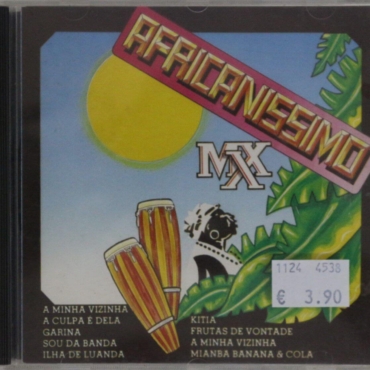 AFRICANISSIMO
MXX
1124 4538
€ 3.90
A MINHA VIZINHA
A CULPA É DELA
GARINA
SOU DA BANDA
ILHA DE LUANDA
KITIA
FRUTAS DE VONTADE
A MINHA VIZINHA
MIANBA BANANA & COLA